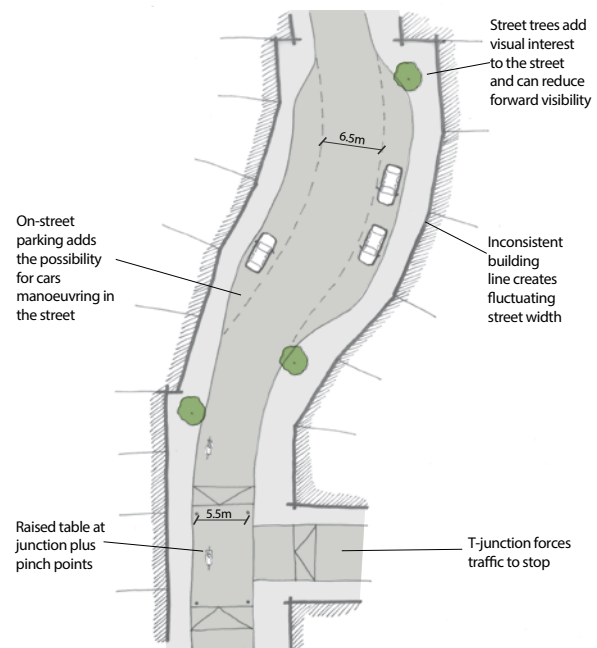 Street trees add
visual interest
to the street
and can reduce
forward visibility
6.5m
On-street
parking adds
the possibility
for cars
manoeuvring in
the street
Inconsistent
building
line creates
fluctuating
street width
5.5m
Raised table at
junction plus
pinch points
T-junction forces
traffic to stop